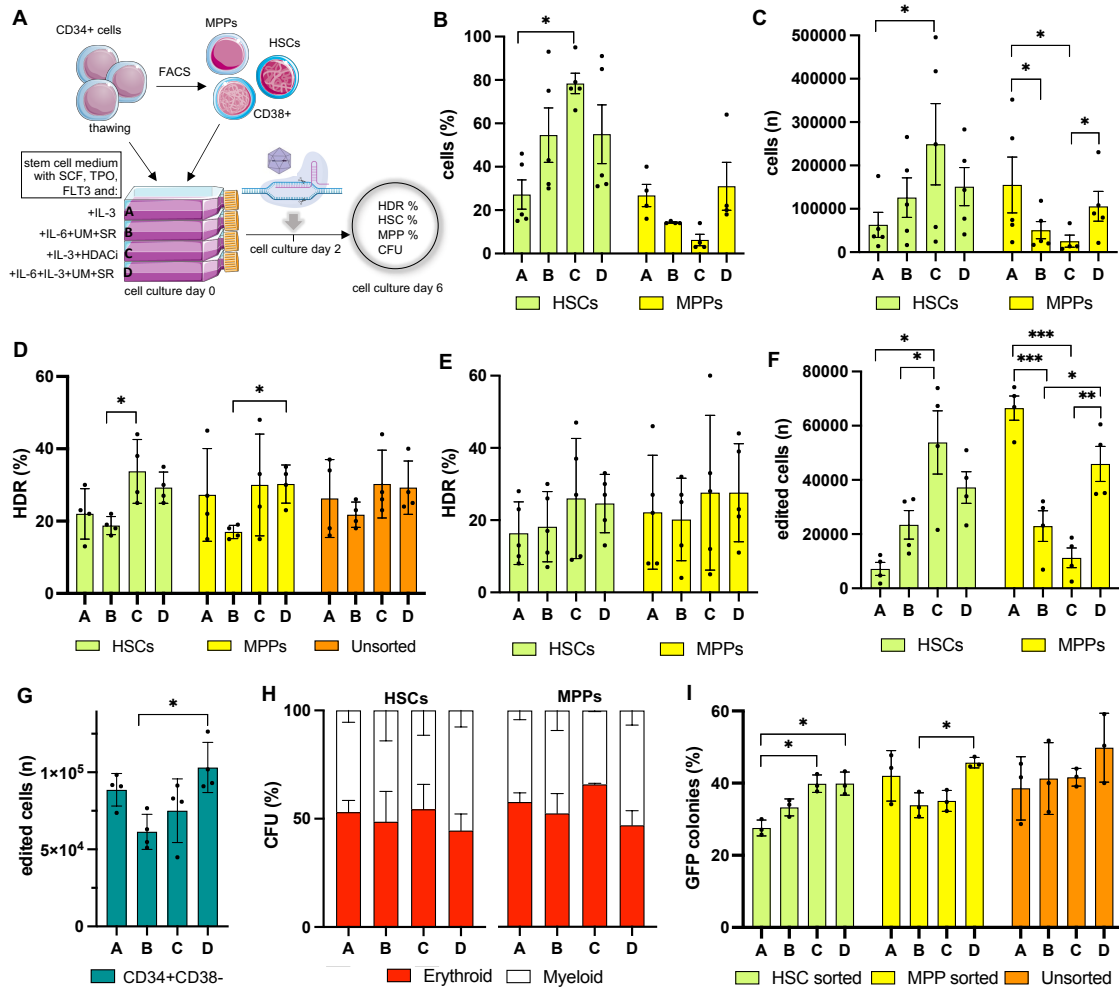 A
CD34+ cells
MPPs
HSCs
FACS
CD38+
thawing
stem cell medium
with SCF, TPO,
FLT3 and:
+IL-3
A
+IL-6+UM+SR
B
+IL-3+HDACi
C
+IL-6+IL-3+UM+SR
D
cell culture day 0
cell culture day 2
HDR %
HSC %
MPP %
CFU
cell culture day 6
B
cells (%)
100
80
60
40
20
0
*
A B C D A B C D
HSCs MPPs
C
cells (n)
500000
400000
300000
200000
100000
0
* * * *
A B C D A B C D
HSCs MPPs
D
HDR (%)
60
40
20
0
* *
A B C D A B C D A B C D
HSCs MPPs Unsorted
E
HDR (%)
60
40
20
0
A B C D A B C D
HSCs MPPs
F
edited cells (n)
80000
60000
40000
20000
0
* * *** *** * **
A B C D A B C D
HSCs MPPs
G
edited cells (n)
1×10⁵
5×10⁴
0
*
A B C D
CD34+CD38-
H
HSCs MPPs
CFU (%)
100
50
0
A B C D A B C D
Erythroid Myeloid
I
GFP colonies (%)
60
40
20
0
* * *
A B C D A B C D A B C D
HSC sorted MPP sorted Unsorted